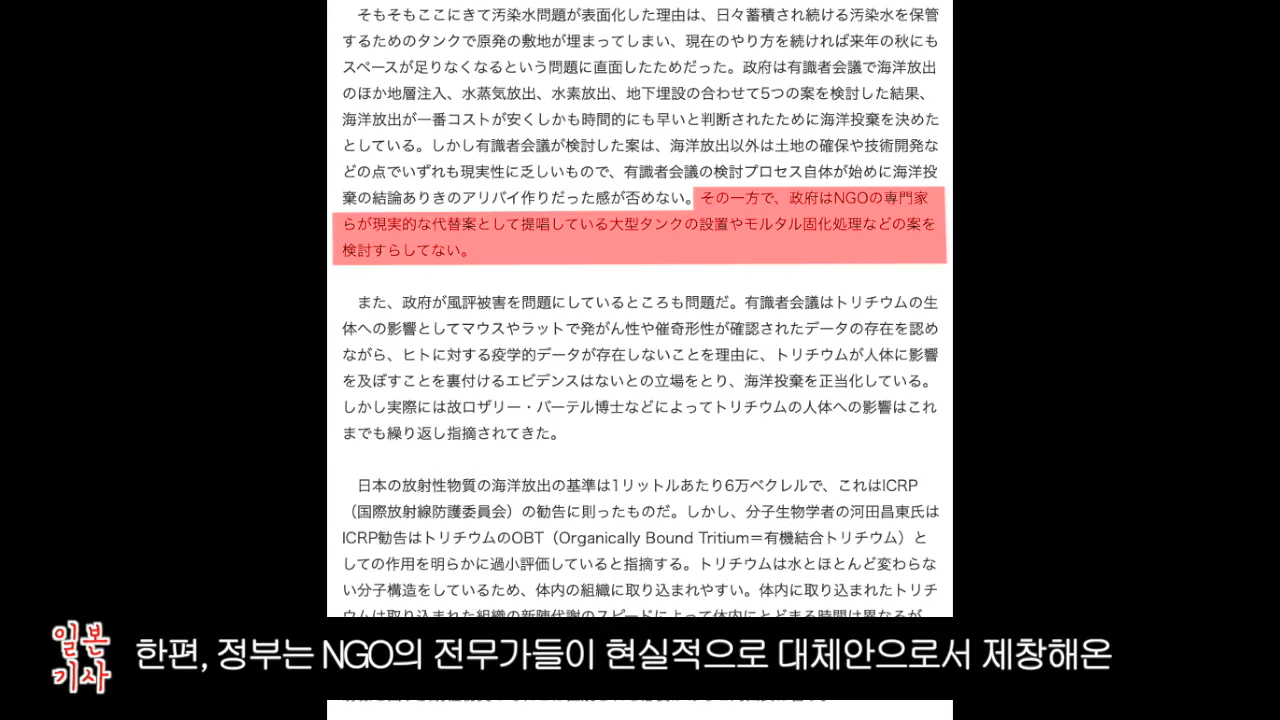 そもそもここにきて汚染水問題が表面化した理由は、日々蓄積され続ける汚染水を保管
するためのタンクで原発の敷地が埋まってしまい、現在のやり方を続ければ来年の秋にも
スペースが足りなくなるという問題に直面したためだった。政府は有識者会議で海洋放出
のほか地層注入、水蒸気放出、水素放出、地下埋設の合わせて5つの案を検討した結果、
海洋放出が一番コストが安くしかも時間的にも早いと判断されたために海洋投棄を決めた
としている。しかし有識者会議が検討した案は、海洋放出以外は土地の確保や技術開発な
どの点でいずれも現実性に乏しいもので、有識者会議の検討プロセス自体が始めに海洋投
棄の結論ありきのアリバイ作りだった感が否めない。その一方で、政府はNGOの専門家
らが現実的な代替案として提唱している大型タンクの設置やモルタル固化処理などの案を
検討すらしてない。
また、政府が風評被害を問題にしているところも問題だ。有識者会議はトリチウムの生
体への影響としてマウスやラットで発がん性や催奇形性が確認されたデータの存在を認め
ながら、ヒトに対する疫学的データが存在しないことを理由に、トリチウムが人体に影響
を及ぼすことを裏付けるエビデンスはないとの立場をとり、海洋投棄を正当化している。
しかし実際には故ロザリー・バーテル博士などによってトリチウムの人体への影響はこれ
までも繰り返し指摘されてきた。
日本の放射性物質の海洋放出の基準は1リットルあたり6万ベクレルで、これはICRP
（国際放射線防護委員会）の勧告に則ったものだ。しかし、分子生物学者の河田昌東氏は
ICRP勧告はトリチウムのOBT（Organically Bound Tritium＝有機結合トリチウム）と
しての作用を明らかに過小評価していると指摘する。トリチウムは水とほとんど変わらな
い分子構造をしているため、体内の組織に取り込まれやすい。体内に取り込まれたトリチ
ウムは取り込まれた組織の新陳代謝のスピードによって体内にとどまる時間は異なるが、
일본
기사
한편, 정부는 NGO의 전무가들이 현실적으로 대체안으로서 제창해온